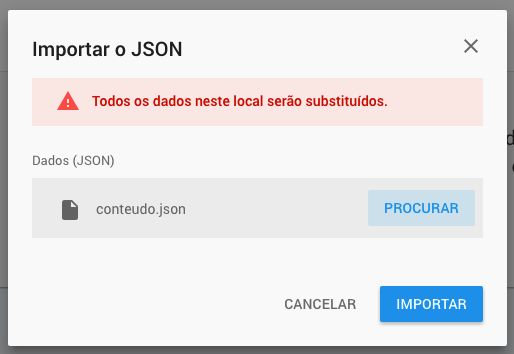 Importar o JSON
Todos os dados neste local serão substituídos.
Dados (JSON)
conteudo.json
PROCURAR
CANCELAR
IMPORTAR